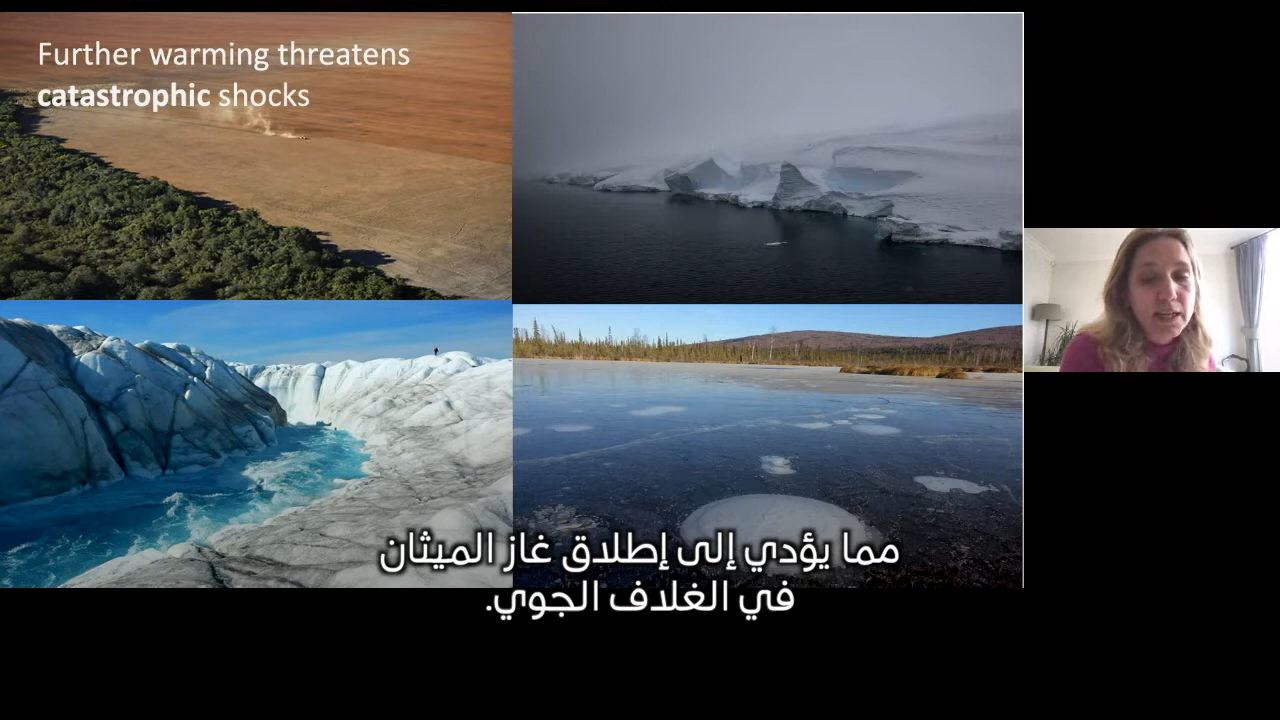 Further warming threatens
catastrophic shocks
مما يؤدي إلى إطلاق غاز الميثان
في الغلاف الجوي.